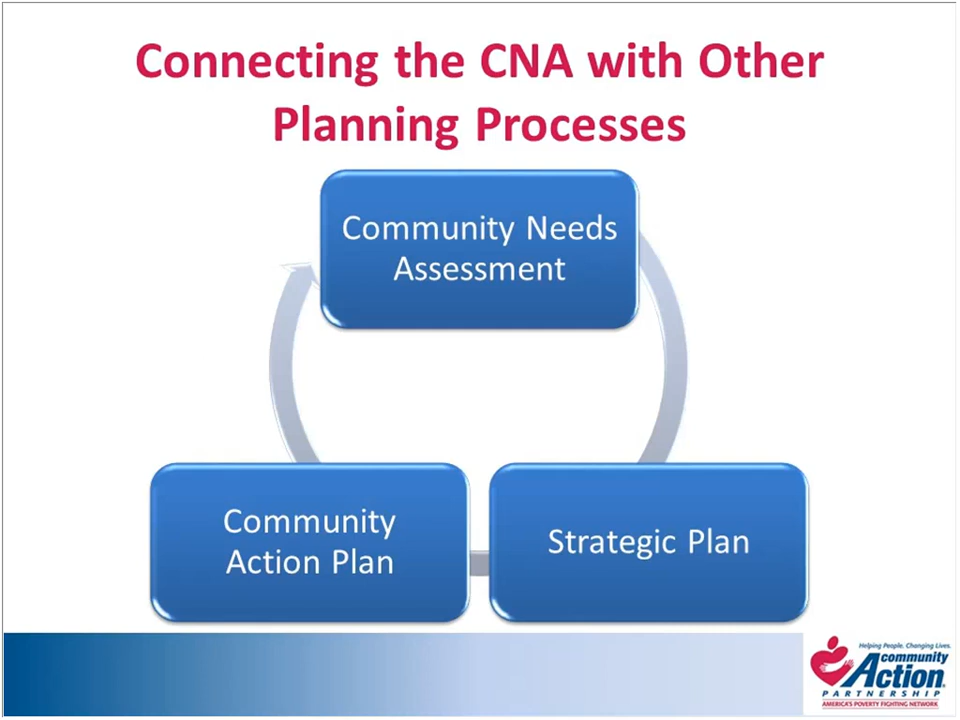 Connecting the CNA with Other
Planning Processes
Community Needs
Assessment
Community
Action Plan
Strategic Plan
Helping People. Changing Lives.
community
Action
PARTNERSHIP
AMERICA'S POVERTY FIGHTING NETWORK